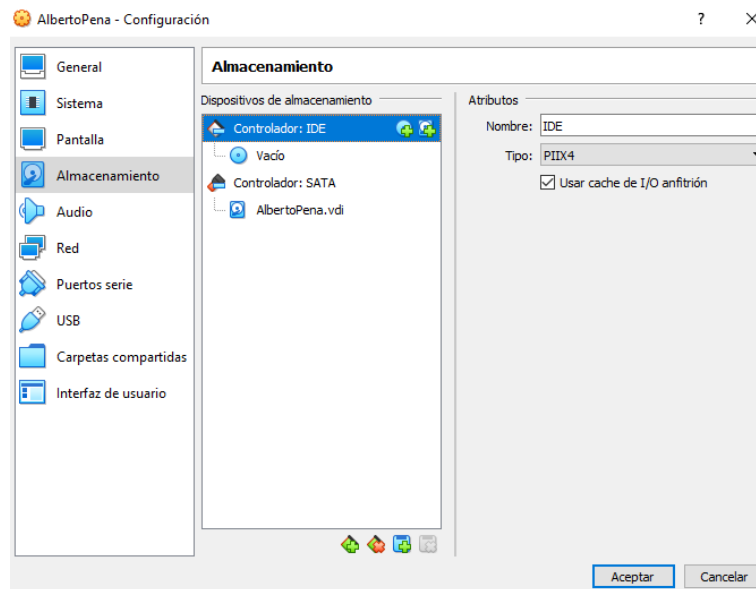 AlbertoPena - Configuración
?
General
Sistema
Pantalla
Almacenamiento
Audio
Red
Puertos serie
USB
Carpetas compartidas
Interfaz de usuario
Almacenamiento
Dispositivos de almacenamiento
Controlador: IDE
Vacío
Controlador: SATA
AlbertoPena.vdi
Atributos
Nombre: IDE
Tipo: PIIX4
Usar cache de I/O anfitrión
Aceptar
Cancelar